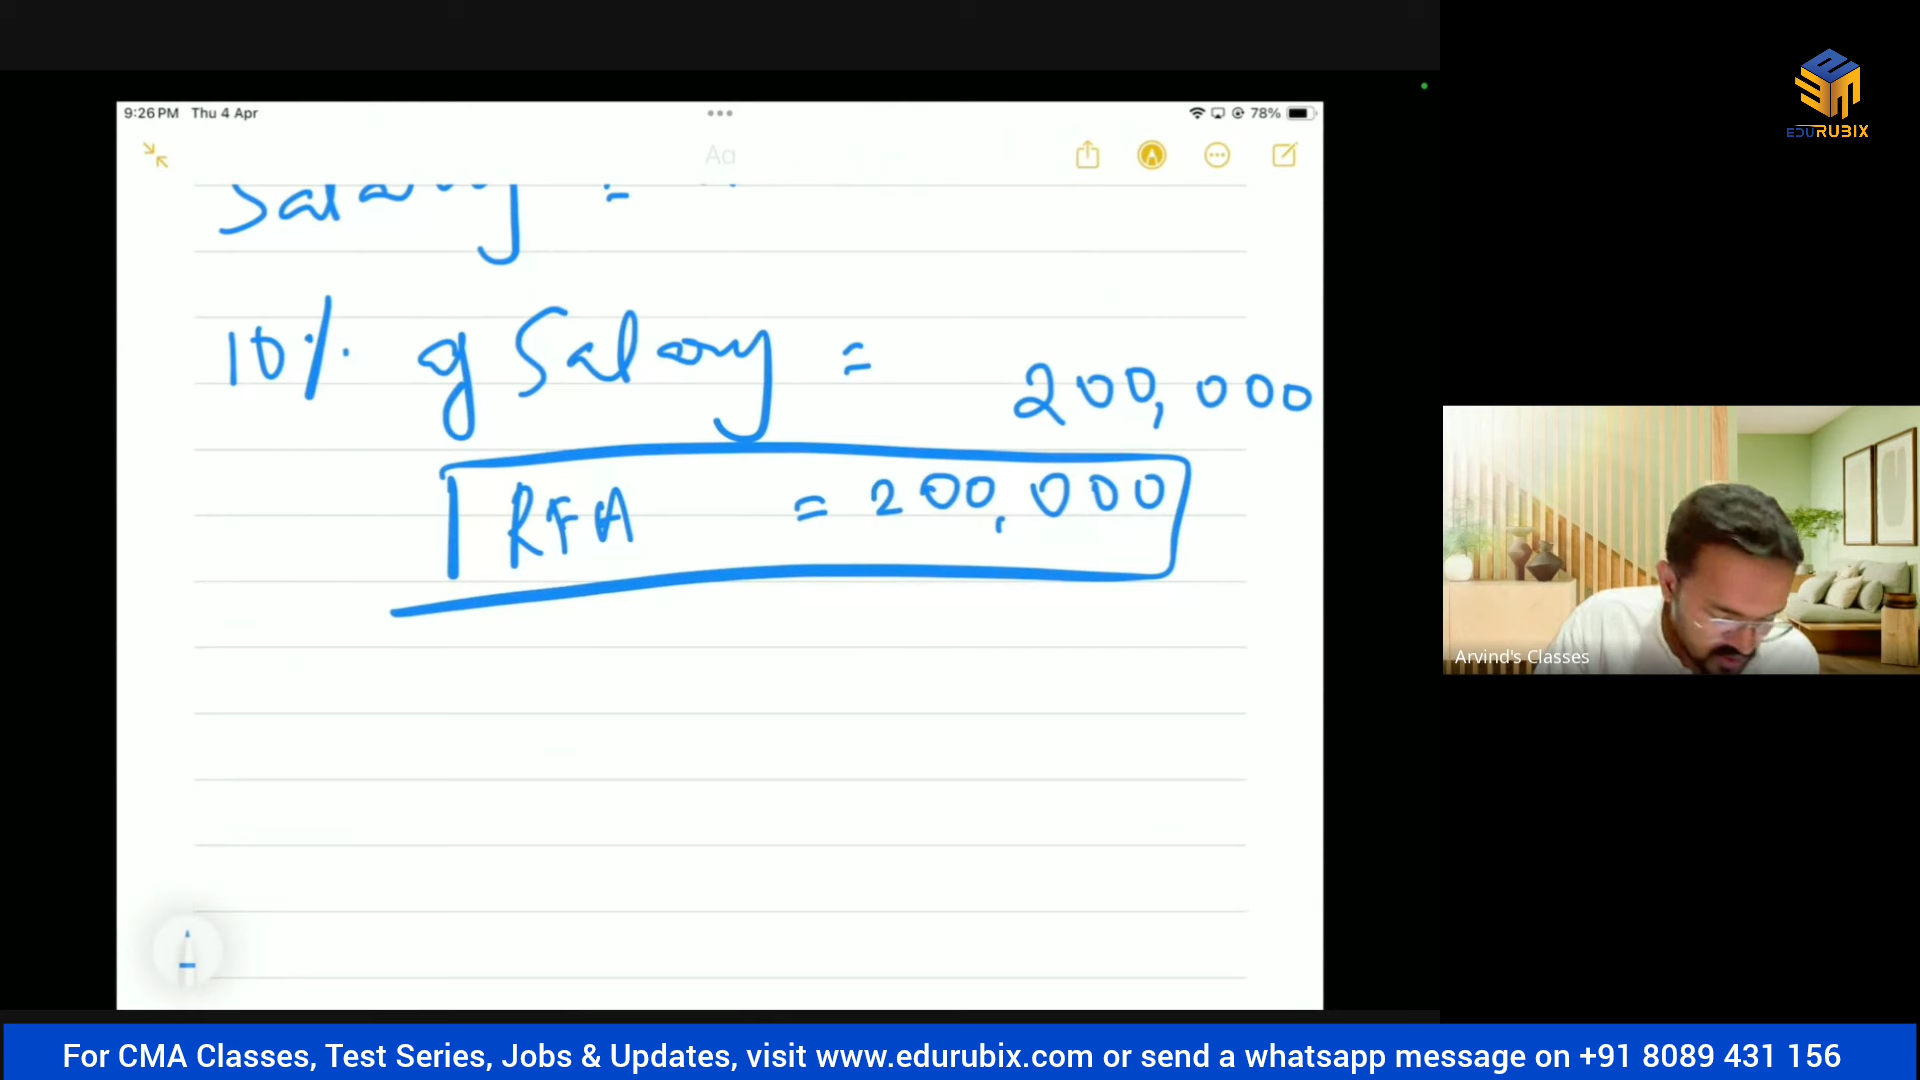 9:26 PM Thu 4 Apr
78%
Aa
Salary =
10% of Salary =
200,000
RFA = 200,000
EDURUBIX
Arvind's Classes
For CMA Classes, Test Series, Jobs & Updates, visit www.edurubix.com or send a whatsapp message on +91 8089 431 156